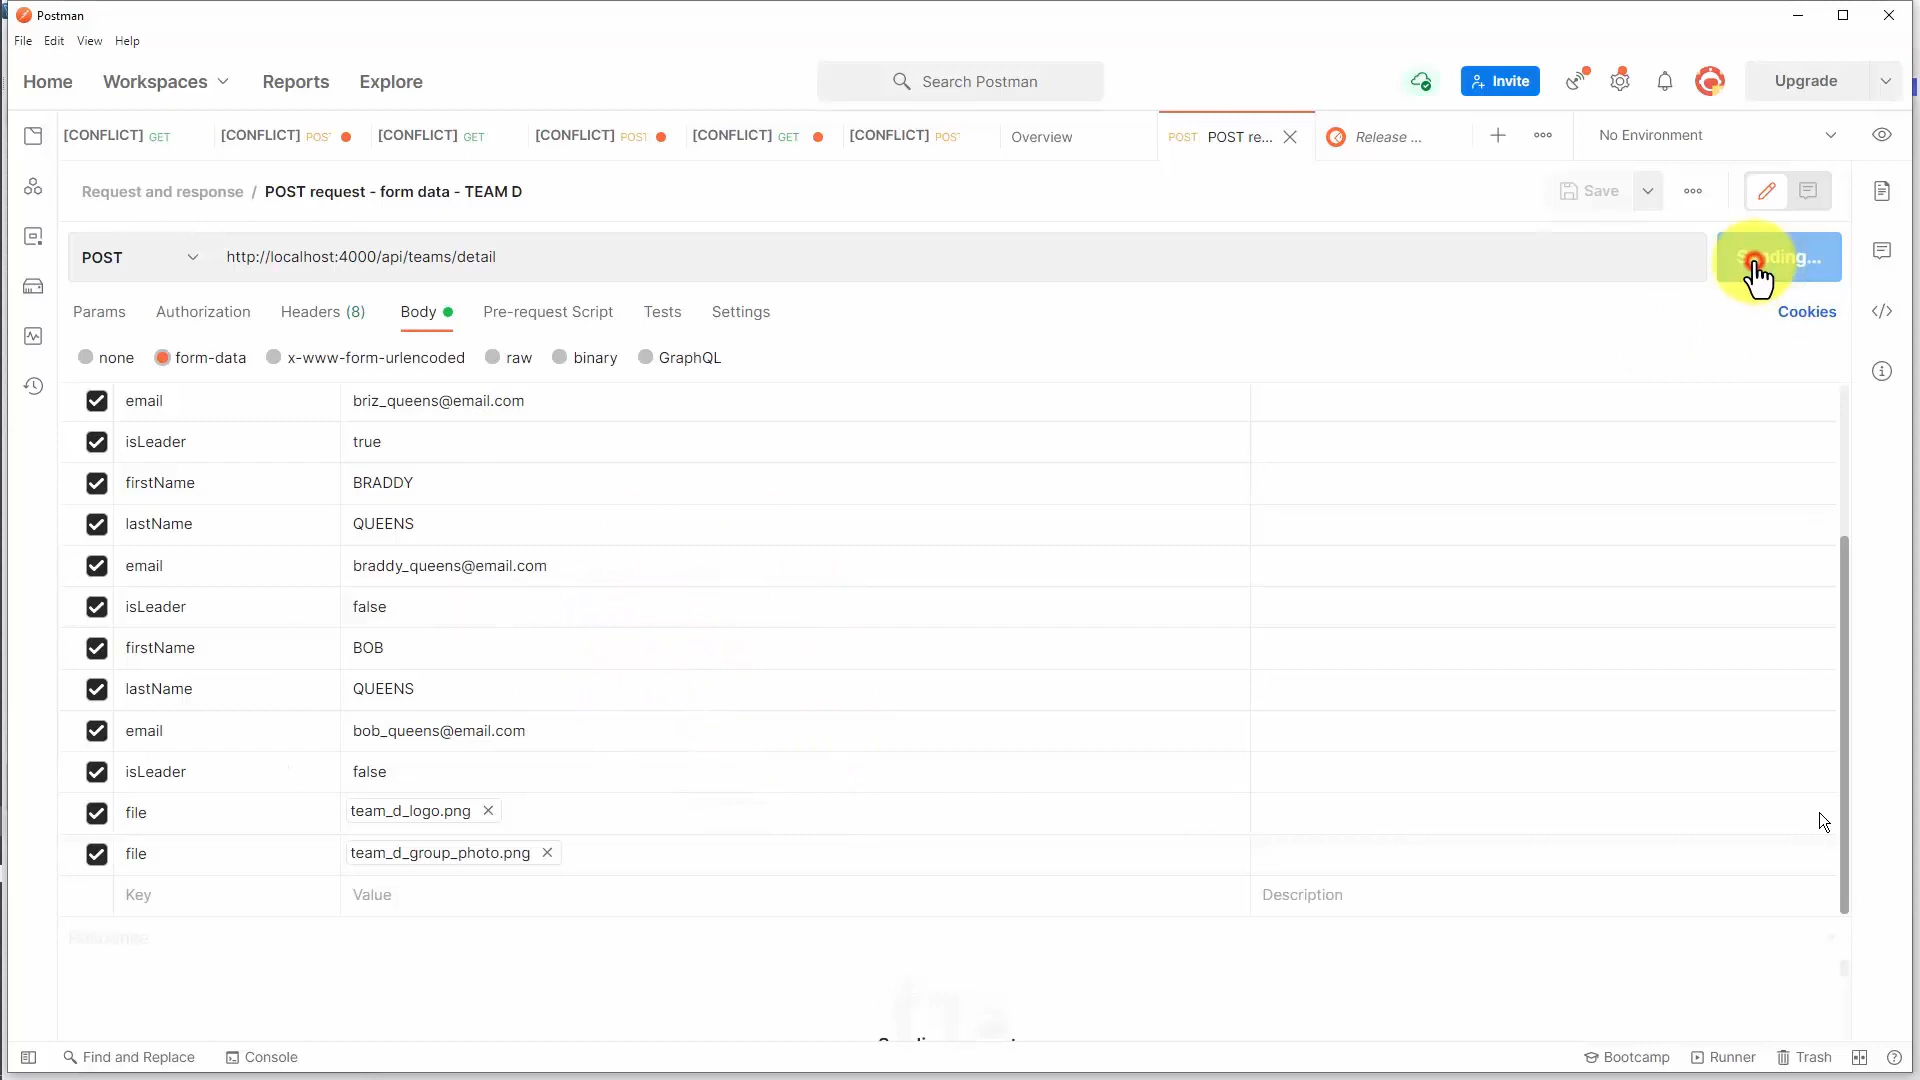 Postman
File Edit View Help
Home Workspaces Reports Explore Search Postman Invite Upgrade
[CONFLICT] GET [CONFLICT] POST [CONFLICT] GET [CONFLICT] POST [CONFLICT] GET [CONFLICT] POST Overview POST POST re... Release ... No Environment
Request and response / POST request - form data - TEAM D Save
POST http://localhost:4000/api/teams/detail Sending...
Params Authorization Headers (8) Body Pre-request Script Tests Settings Cookies
none form-data x-www-form-urlencoded raw binary GraphQL
email briz_queens@email.com
isLeader true
firstName BRADDY
lastName QUEENS
email braddy_queens@email.com
isLeader false
firstName BOB
lastName QUEENS
email bob_queens@email.com
isLeader false
file team_d_logo.png
file team_d_group_photo.png
Key Value Description
Response
Find and Replace Console Bootcamp Runner Trash